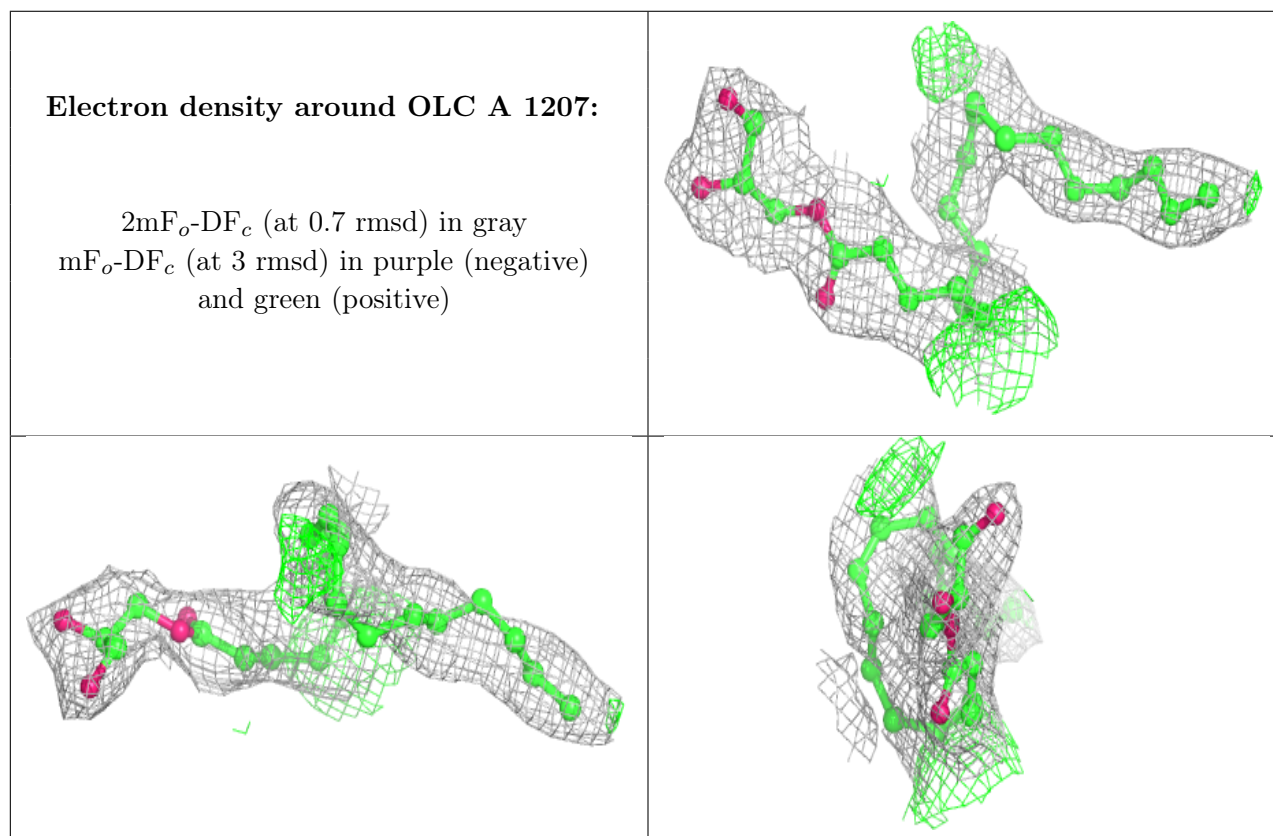 Electron density around OLC A 1207:
2mFo-DFc (at 0.7 rmsd) in gray
mFo-DFc (at 3 rmsd) in purple (negative)
and green (positive)